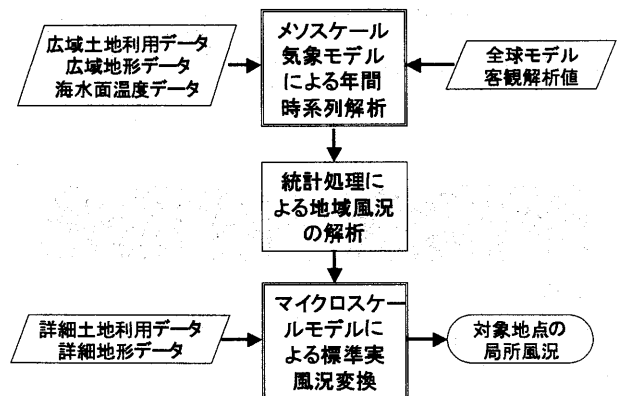 広域土地利用データ
広域地形データ
海水面温度データ
メソスケール
気象モデル
による年間
時系列解析
全球モデル
客観解析値
統計処理に
よる地域風況
の解析
詳細土地利用データ
詳細地形データ
マイクロスケー
ルモデルに
よる標準実
風況変換
対象地点の
局所風況